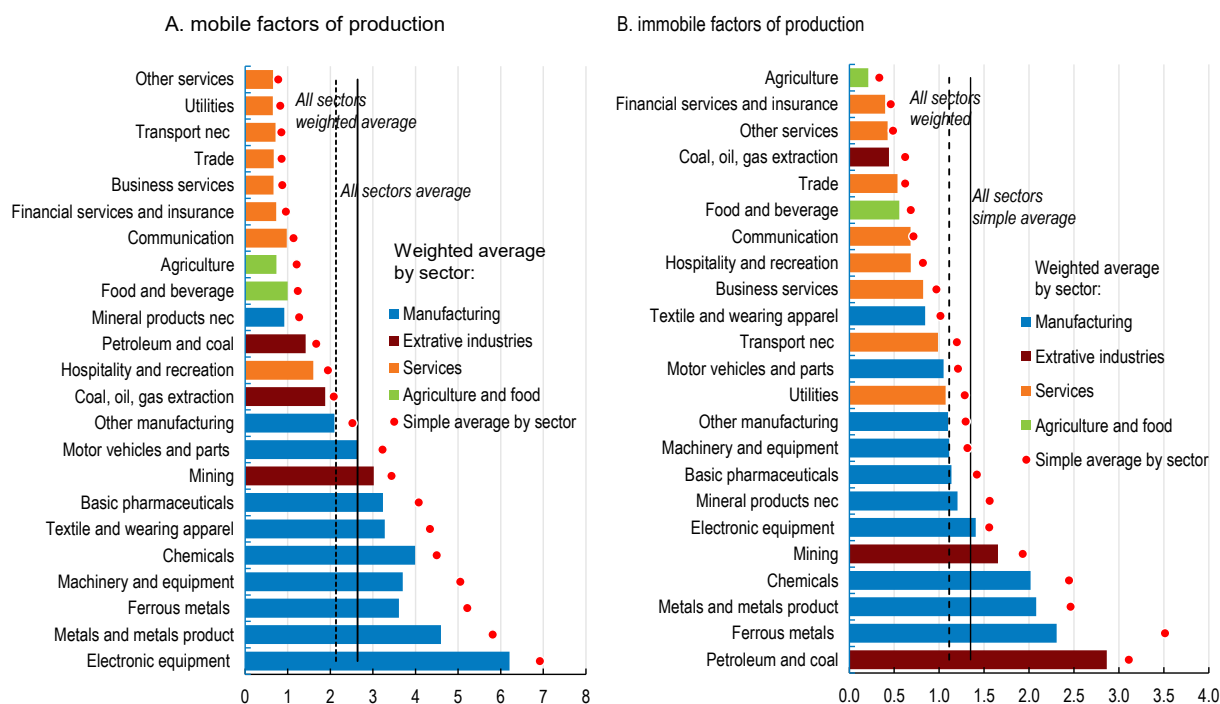 A. mobile factors of production
Other services
Utilities
Transport nec
Trade
Business services
Financial services and insurance
Communication
Agriculture
Food and beverage
Mineral products nec
Petroleum and coal
Hospitality and recreation
Coal, oil, gas extraction
Other manufacturing
Motor vehicles and parts
Mining
Basic pharmaceuticals
Textile and wearing apparel
Chemicals
Machinery and equipment
Ferrous metals
Metals and metals product
Electronic equipment
All sectors
weighted average
All sectors average
Weighted average
by sector:
Manufacturing
Extrative industries
Services
Agriculture and food
Simple average by sector
0 1 2 3 4 5 6 7 8
B. immobile factors of production
Agriculture
Financial services and insurance
Other services
Coal, oil, gas extraction
Trade
Food and beverage
Communication
Hospitality and recreation
Business services
Textile and wearing apparel
Transport nec
Motor vehicles and parts
Utilities
Other manufacturing
Machinery and equipment
Basic pharmaceuticals
Mineral products nec
Electronic equipment
Mining
Chemicals
Metals and metals product
Ferrous metals
Petroleum and coal
All sectors
weighted
All sectors
simple average
Weighted average
by sector:
Manufacturing
Extrative industries
Services
Agriculture and food
Simple average by sector
0.0 0.5 1.0 1.5 2.0 2.5 3.0 3.5 4.0